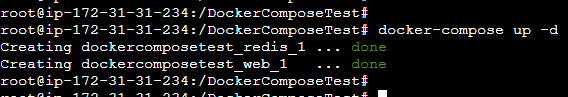 root@ip-172-31-31-234:/DockerComposeTest#
root@ip-172-31-31-234:/DockerComposeTest# docker-compose up -d
Creating dockercomposetest_redis_1 ... done
Creating dockercomposetest_web_1   ... done
root@ip-172-31-31-234:/DockerComposeTest#
root@ip-172-31-31-234:/DockerComposeTest#